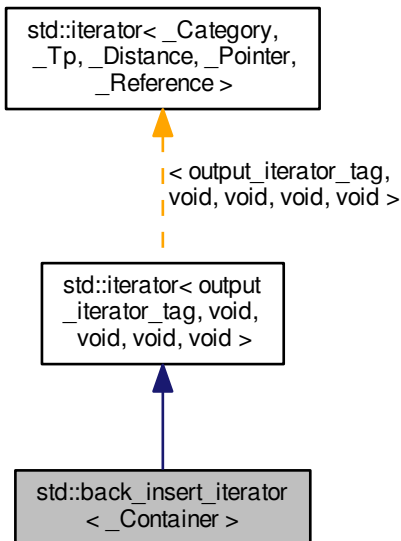 std::iterator< _Category,
_Tp, _Distance, _Pointer,
_Reference >
< output_iterator_tag,
void, void, void, void >
std::iterator< output
_iterator_tag, void,
void, void, void >
std::back_insert_iterator
< _Container >